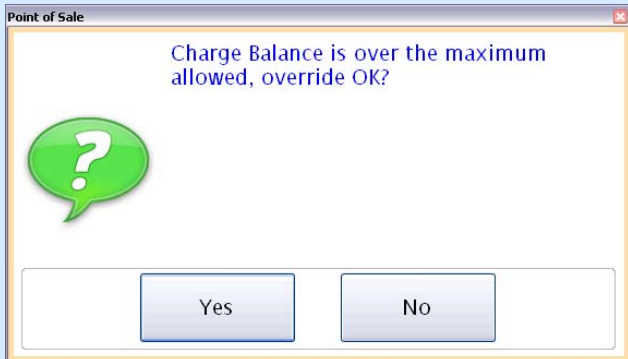 Point of Sale
Charge Balance is over the maximum
allowed, override OK?
Yes
No